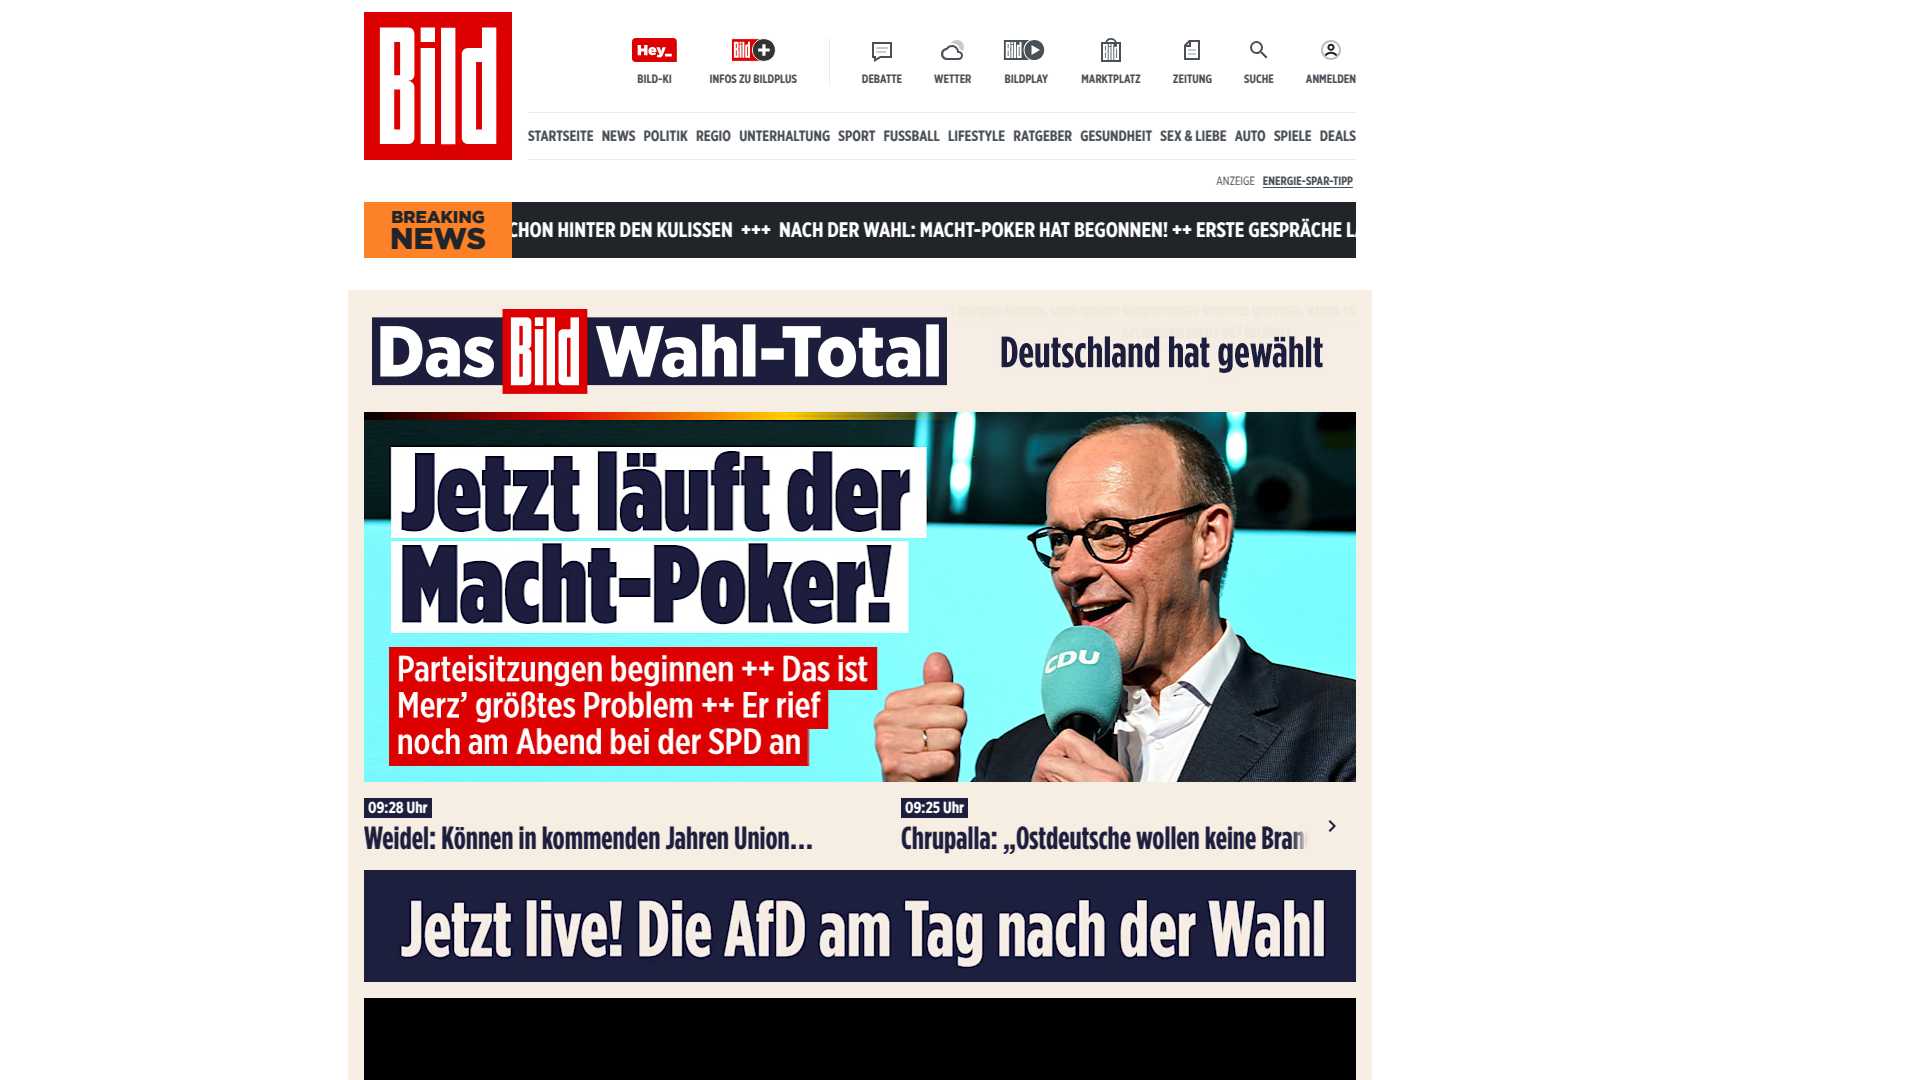 Bild
Hey_
BILD-KI
Bild+
INFOS ZU BILDPLUS
DEBATTE
WETTER
Bild
BILDPLAY
Bild
MARKTPLATZ
ZEITUNG
SUCHE
ANMELDEN
STARTSEITE NEWS POLITIK REGIO UNTERHALTUNG SPORT FUSSBALL LIFESTYLE RATGEBER GESUNDHEIT SEX & LIEBE AUTO SPIELE DEALS
ANZEIGE ENERGIE-SPAR-TIPP
BREAKING
NEWS
CHON HINTER DEN KULISSEN +++ NACH DER WAHL: MACHT-POKER HAT BEGONNEN! ++ ERSTE GESPRÄCHE
Das Bild Wahl-Total
Deutschland hat gewählt
Jetzt läuft der
Macht-Poker!
Parteisitzungen beginnen ++ Das ist
Merz’ größtes Problem ++ Er rief
noch am Abend bei der SPD an
CDU
09:28 Uhr
Weidel: Können in kommenden Jahren Union...
09:25 Uhr
Chrupalla: „Ostdeutsche wollen keine Bran
Jetzt live! Die AfD am Tag nach der Wahl